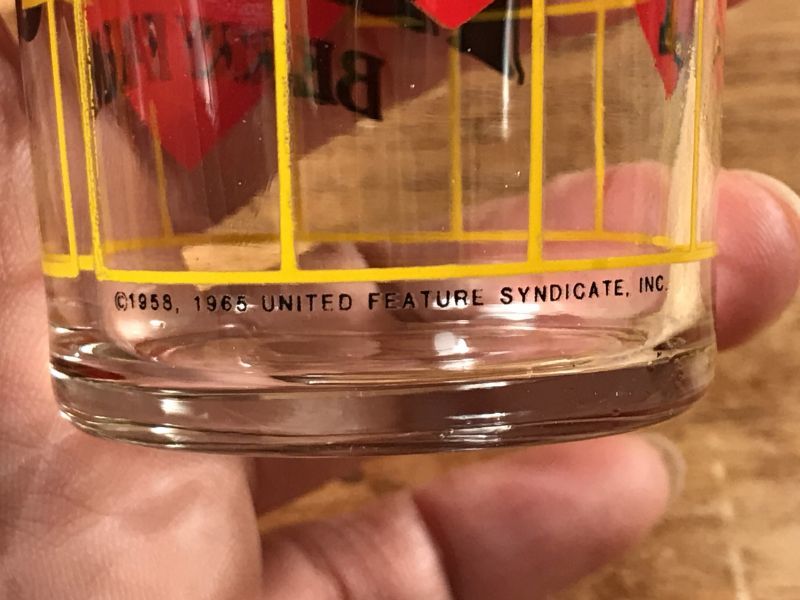 ©1958, 1965 UNITED FEATURE SYNDICATE, INC.